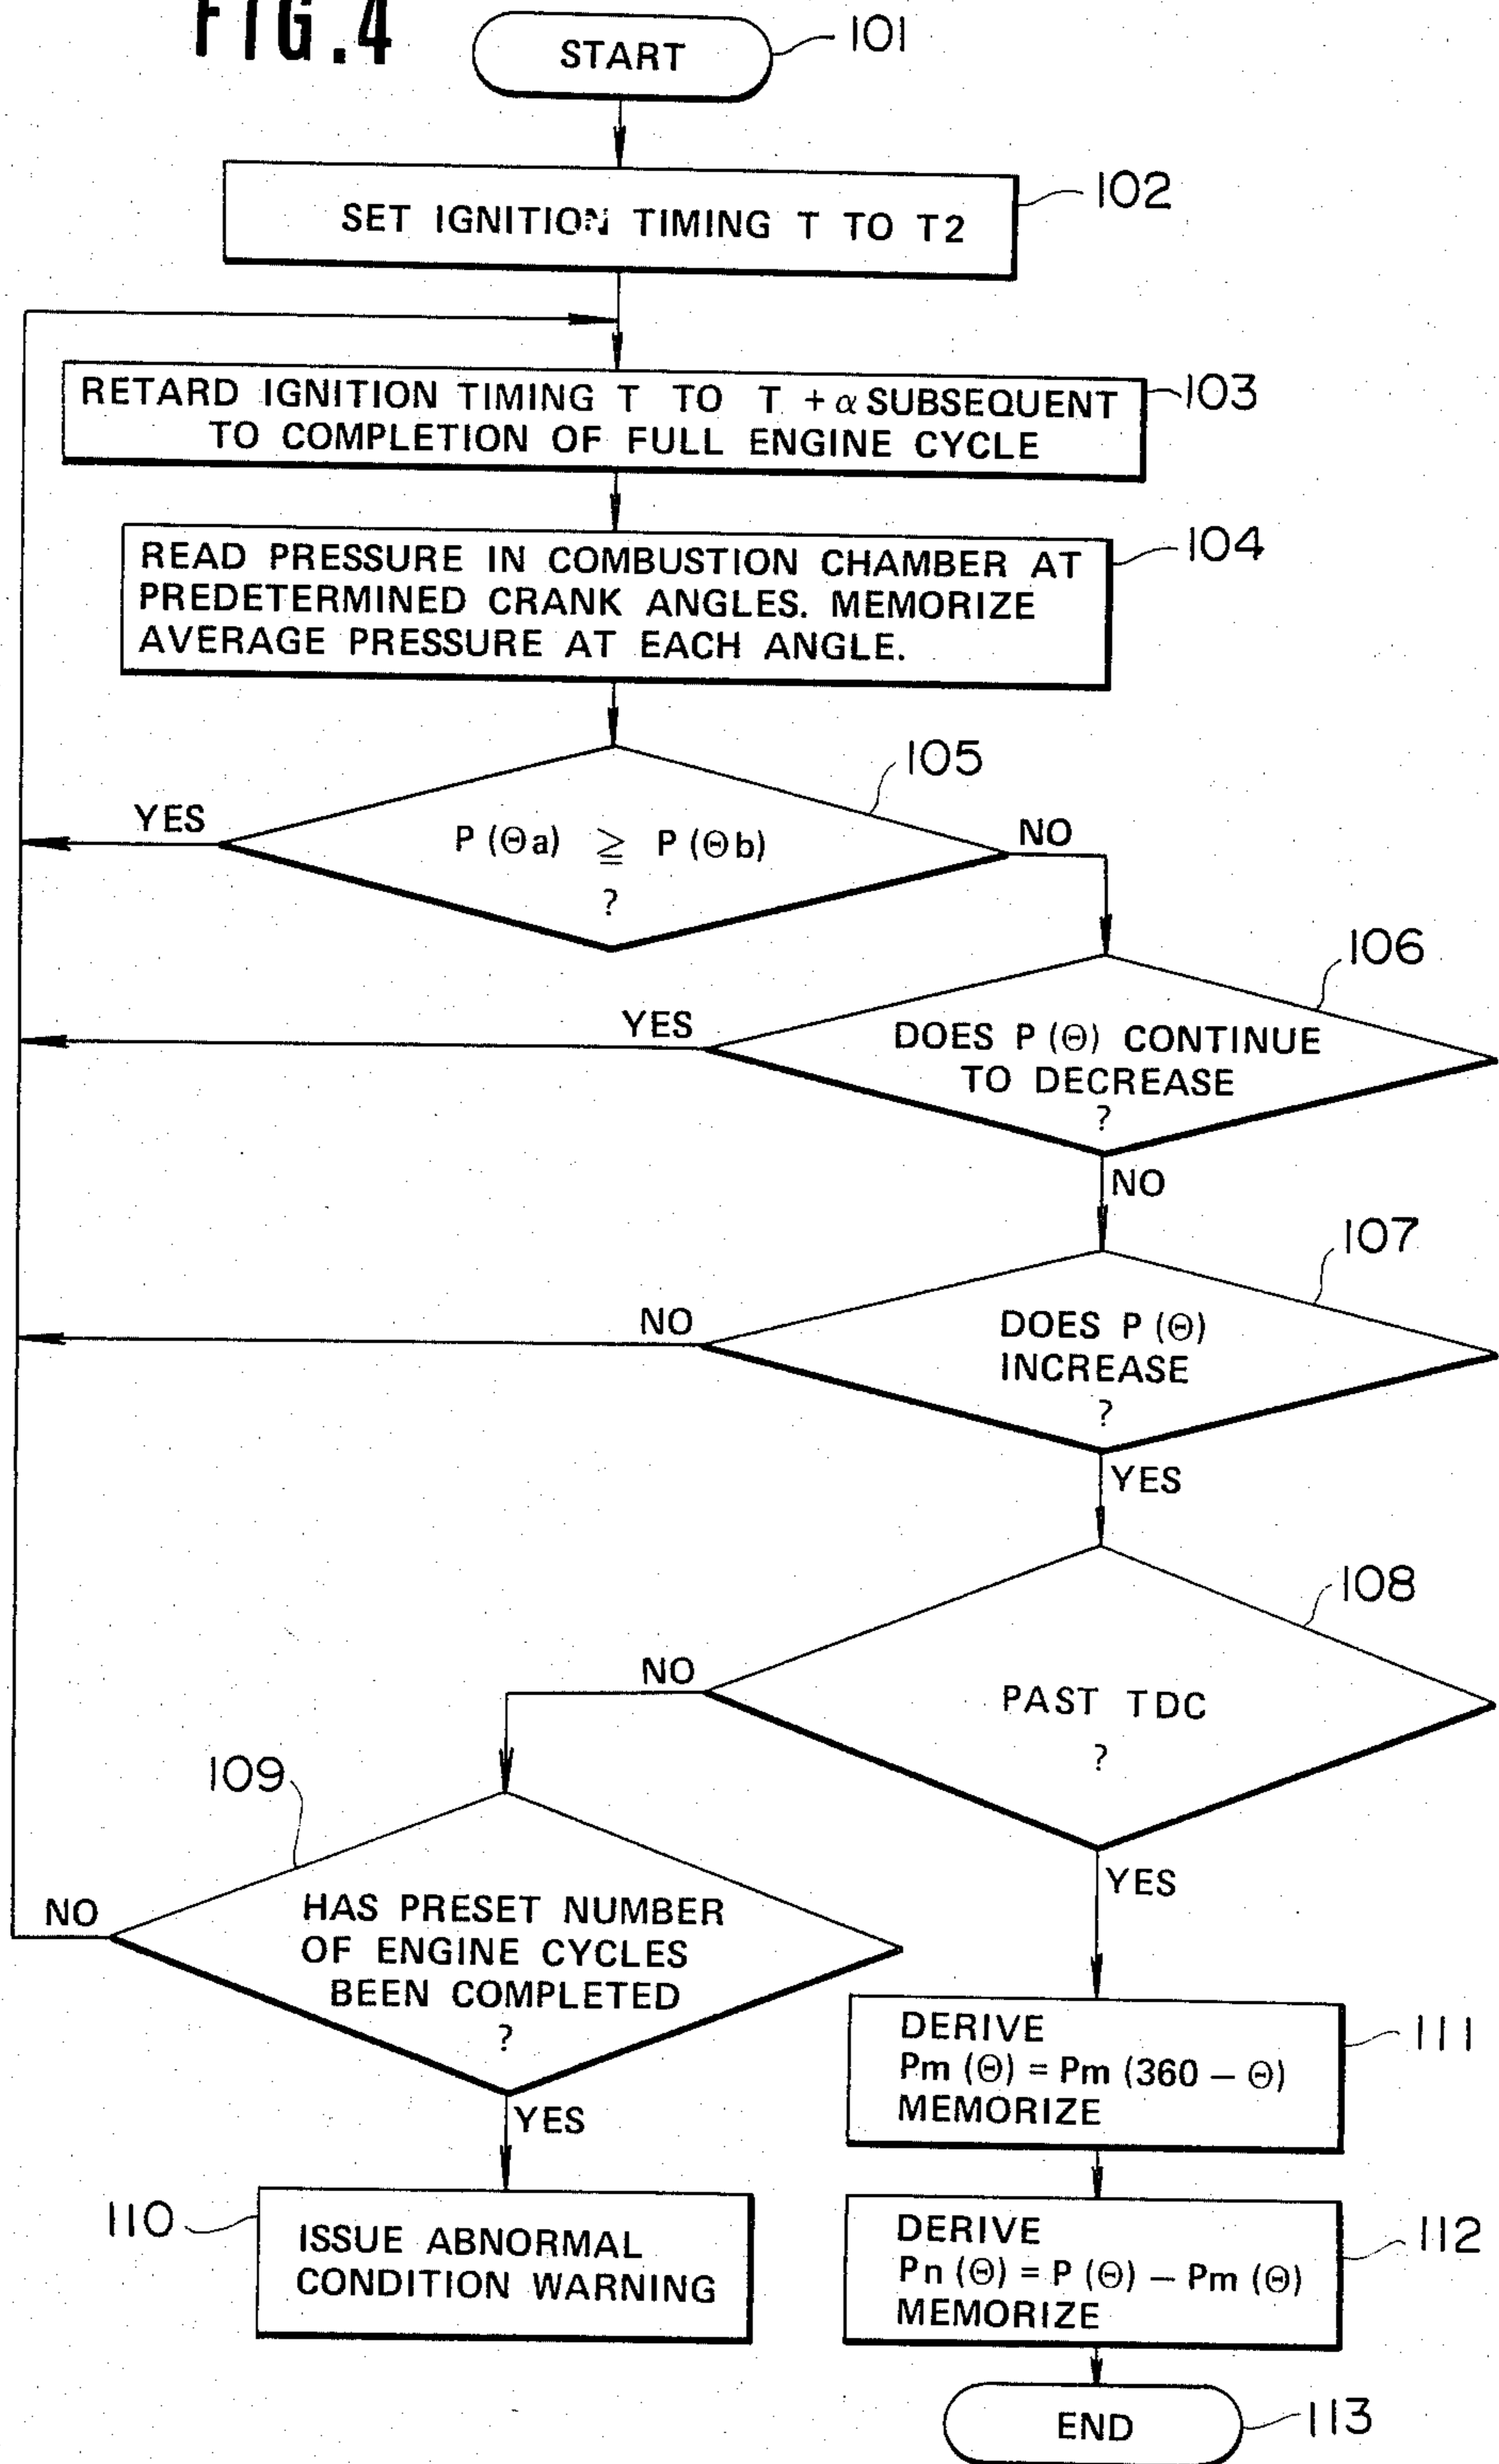 FIG.4
START
101
SET IGNITION TIMING T TO T2
102
RETARD IGNITION TIMING T TO T +α SUBSEQUENT
TO COMPLETION OF FULL ENGINE CYCLE
103
READ PRESSURE IN COMBUSTION CHAMBER AT
PREDETERMINED CRANK ANGLES. MEMORIZE
AVERAGE PRESSURE AT EACH ANGLE.
104
105
YES
P (Θa) ≧ P (Θb)
?
NO
106
YES
DOES P (Θ) CONTINUE
TO DECREASE
?
NO
107
NO
DOES P (Θ)
INCREASE
?
YES
108
NO
PAST TDC
?
YES
109
NO
HAS PRESET NUMBER
OF ENGINE CYCLES
BEEN COMPLETED
?
YES
DERIVE
Pm (Θ) = Pm (360 – Θ)
MEMORIZE
111
110
ISSUE ABNORMAL
CONDITION WARNING
DERIVE
Pn (Θ) = P (Θ) – Pm (Θ)
MEMORIZE
112
END
113